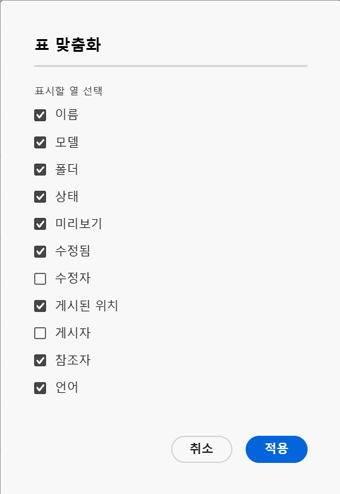 표 맞춤화
표시할 열 선택
이름
모델
폴더
상태
미리보기
수정됨
수정자
게시된 위치
게시자
참조자
언어
취소 적용